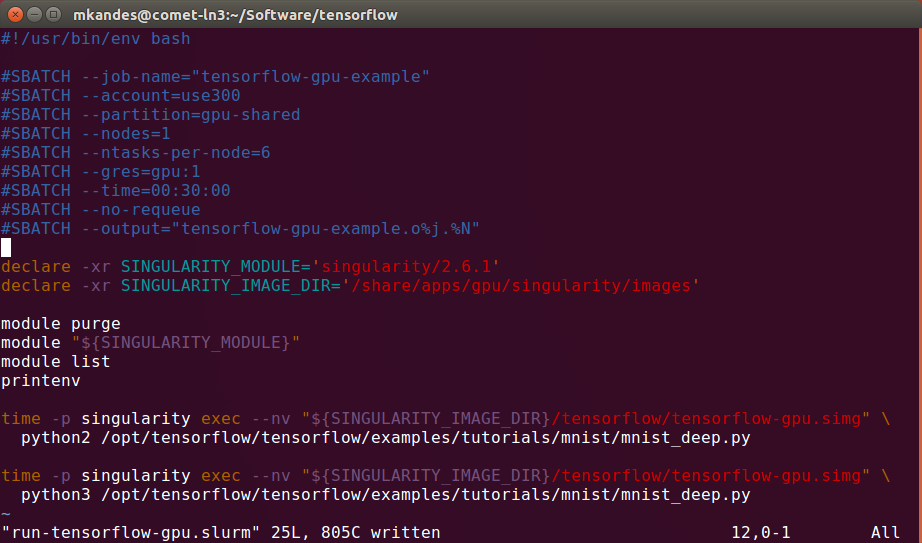 mkandes@comet-ln3:~/Software/tensorflow
#!/usr/bin/env bash
#SBATCH --job-name="tensorflow-gpu-example"
#SBATCH --account=use300
#SBATCH --partition=gpu-shared
#SBATCH --nodes=1
#SBATCH --ntasks-per-node=6
#SBATCH --gres=gpu:1
#SBATCH --time=00:30:00
#SBATCH --no-requeue
#SBATCH --output="tensorflow-gpu-example.o%j.%N"
declare -xr SINGULARITY_MODULE='singularity/2.6.1'
declare -xr SINGULARITY_IMAGE_DIR='/share/apps/gpu/singularity/images'
module purge
module "${SINGULARITY_MODULE}"
module list
printenv
time -p singularity exec --nv "${SINGULARITY_IMAGE_DIR}/tensorflow/tensorflow-gpu.simg" \
  python2 /opt/tensorflow/tensorflow/examples/tutorials/mnist/mnist_deep.py
time -p singularity exec --nv "${SINGULARITY_IMAGE_DIR}/tensorflow/tensorflow-gpu.simg" \
  python3 /opt/tensorflow/tensorflow/examples/tutorials/mnist/mnist_deep.py
~
"run-tensorflow-gpu.slurm" 25L, 805C written 12,0-1 All